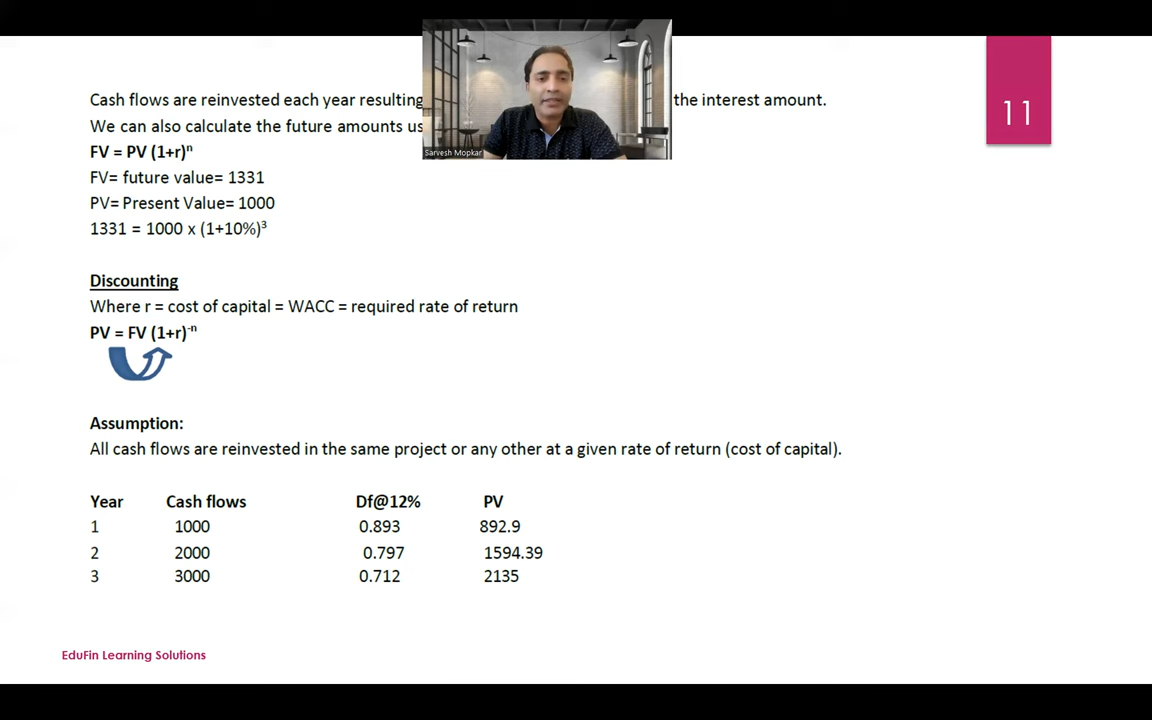 Cash flows are reinvested each year resulting the interest amount.
11
We can also calculate the future amounts
FV = PV (1+r)ⁿ
FV= future value= 1331
PV= Present Value= 1000
1331 = 1000 x (1+10%)³
Discounting
Where r = cost of capital = WACC = required rate of return
PV = FV (1+r)⁻ⁿ
Assumption:
All cash flows are reinvested in the same project or any other at a given rate of return (cost of capital).
Year Cash flows Df@12% PV
1 1000 0.893 892.9
2 2000 0.797 1594.39
3 3000 0.712 2135
EduFin Learning Solutions
Sarvesh Mopkar